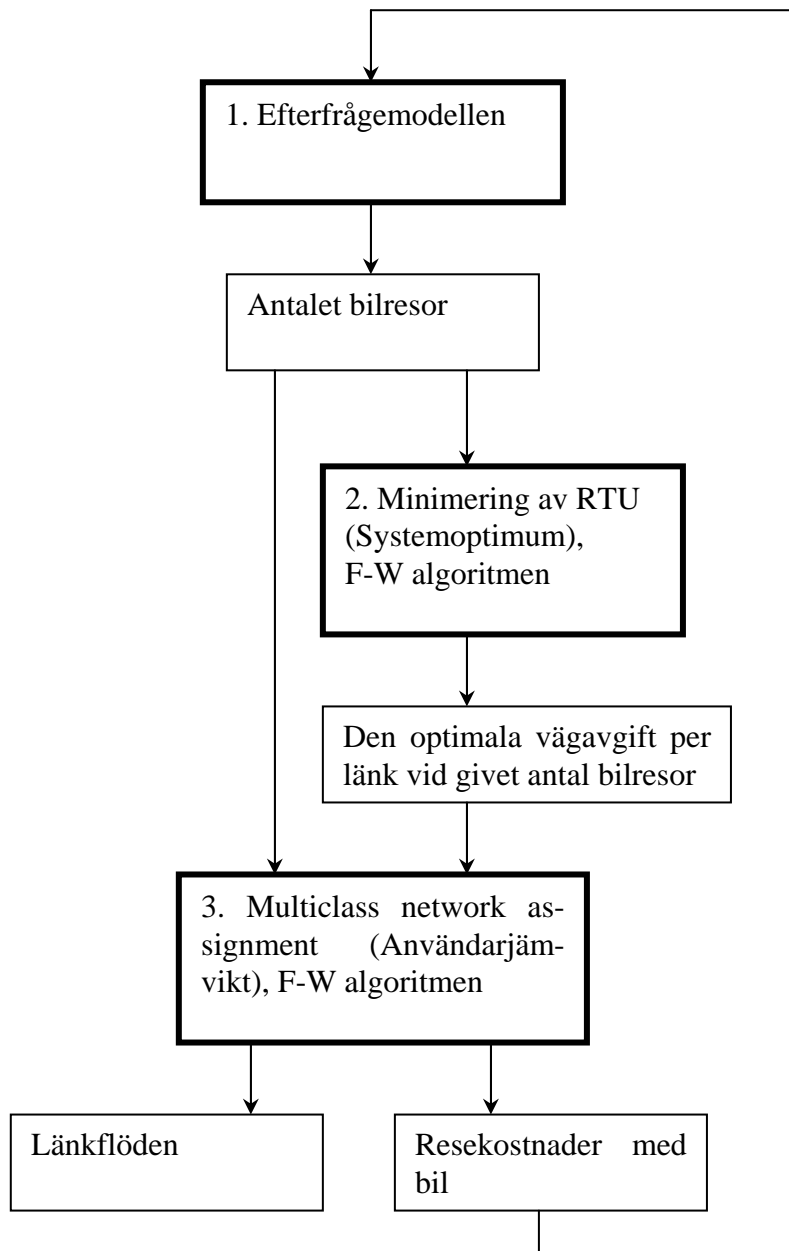 1. Efterfrågemodellen
Antalet bilresor
2. Minimering av RTU
(Systemoptimum),
F-W algoritmen
Den optimala vägavgift per
länk vid givet antal bilresor
3. Multiclass network as-
signment (Användarjäm-
vikt), F-W algoritmen
Länkflöden
Resekostnader med
bil